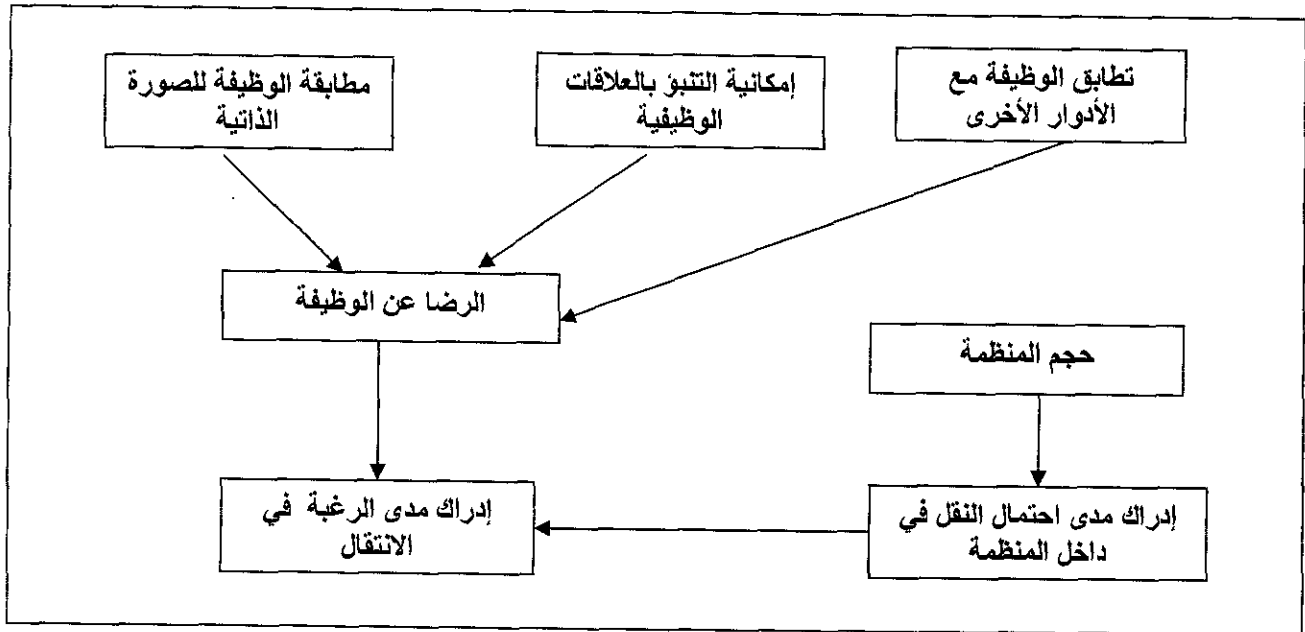 تطابق الوظيفة مع
الأدوار الأخرى
إمكانية التنبؤ بالعلاقات
الوظيفية
مطابقة الوظيفة للصورة
الذاتية
الرضا عن الوظيفة
حجم المنظمة
إدراك مدى احتمال النقل في
داخل المنظمة
إدراك مدى الرغبة في
الانتقال